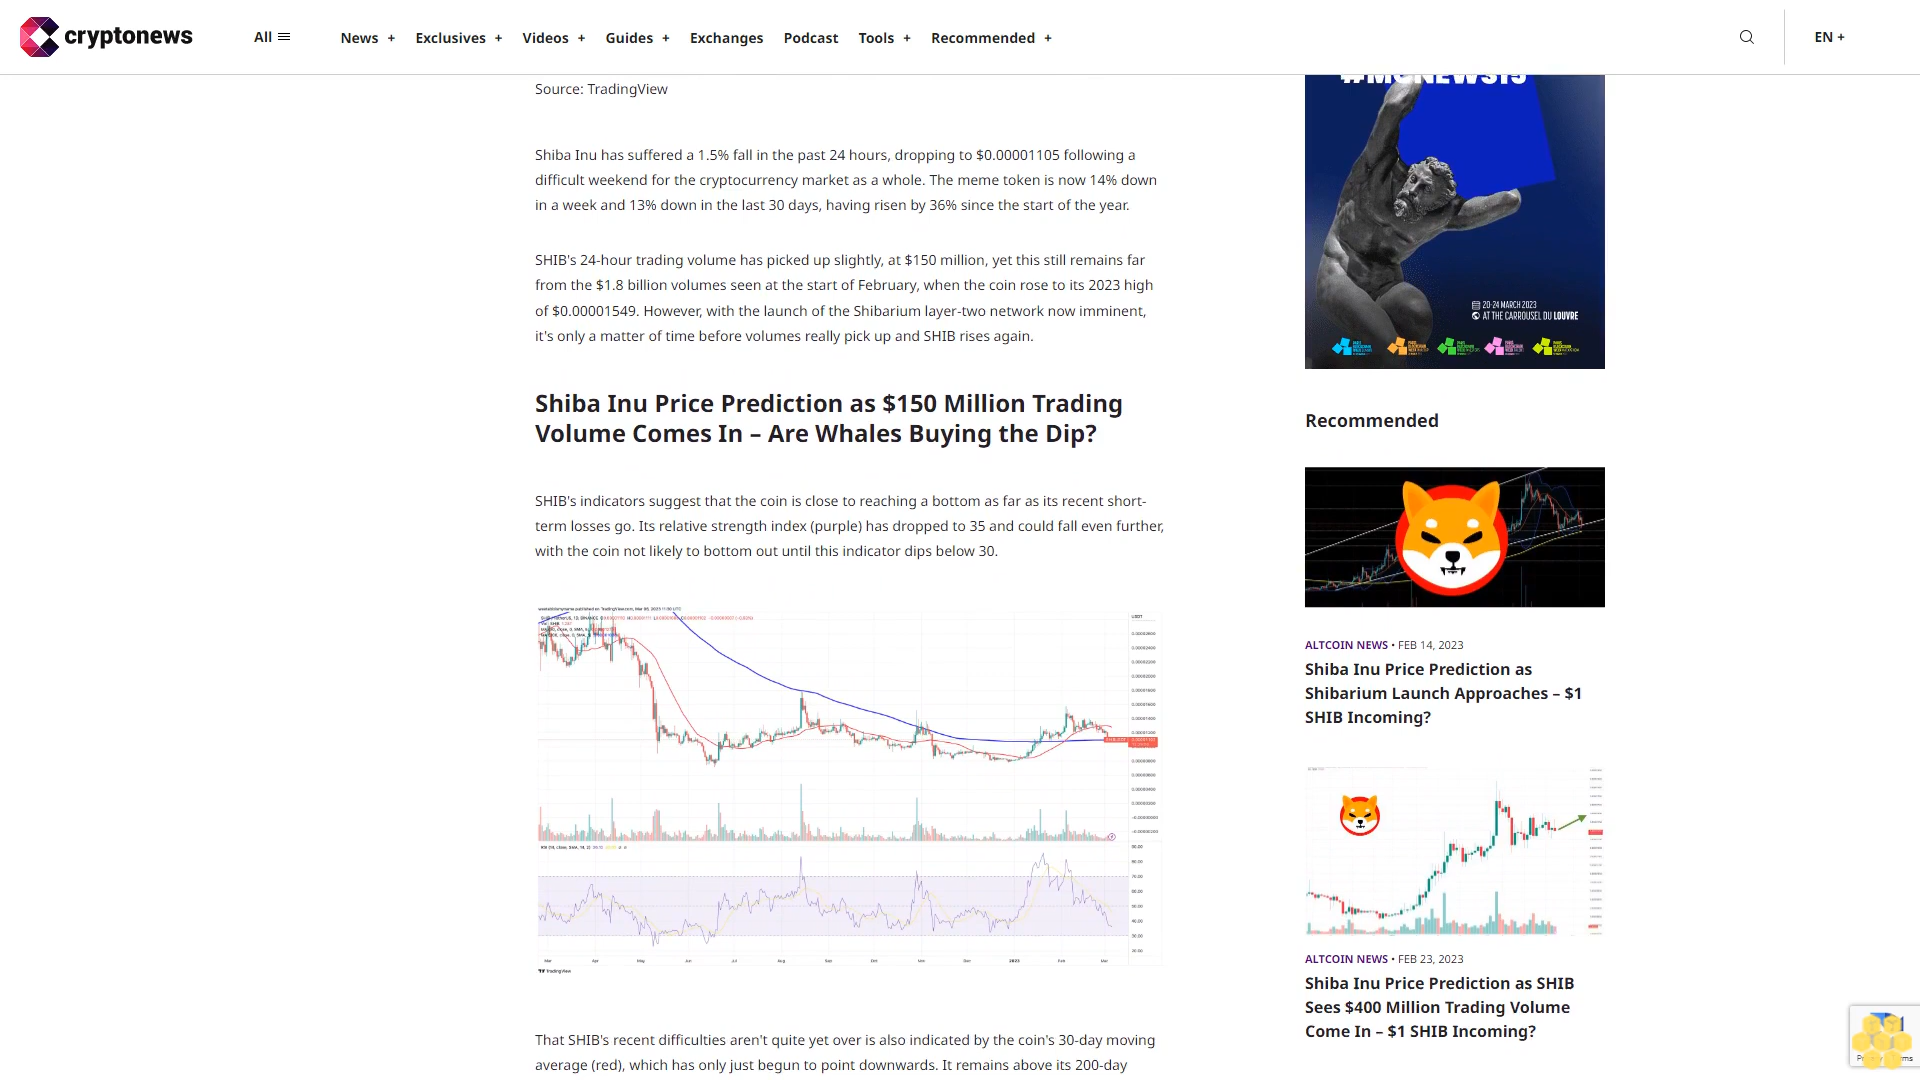 cryptonews
All
News +
Exclusives +
Videos +
Guides +
Exchanges
Podcast
Tools +
Recommended +
EN +
Source: TradingView
Shiba Inu has suffered a 1.5% fall in the past 24 hours, dropping to $0.00001105 following a
difficult weekend for the cryptocurrency market as a whole. The meme token is now 14% down
in a week and 13% down in the last 30 days, having risen by 36% since the start of the year.
SHIB's 24-hour trading volume has picked up slightly, at $150 million, yet this still remains far
from the $1.8 billion volumes seen at the start of February, when the coin rose to its 2023 high
of $0.00001549. However, with the launch of the Shibarium layer-two network now imminent,
it's only a matter of time before volumes really pick up and SHIB rises again.
Shiba Inu Price Prediction as $150 Million Trading
Volume Comes In – Are Whales Buying the Dip?
SHIB's indicators suggest that the coin is close to reaching a bottom as far as its recent short-
term losses go. Its relative strength index (purple) has dropped to 35 and could fall even further,
with the coin not likely to bottom out until this indicator dips below 30.
TradingView
That SHIB's recent difficulties aren't quite yet over is also indicated by the coin's 30-day moving
average (red), which has only just begun to point downwards. It remains above its 200-day
20-24 MARCH 2023
AT THE CARROUSEL DU LOUVRE
Recommended
ALTCOIN NEWS • FEB 14, 2023
Shiba Inu Price Prediction as
Shibarium Launch Approaches – $1
SHIB Incoming?
ALTCOIN NEWS • FEB 23, 2023
Shiba Inu Price Prediction as SHIB
Sees $400 Million Trading Volume
Come In – $1 SHIB Incoming?